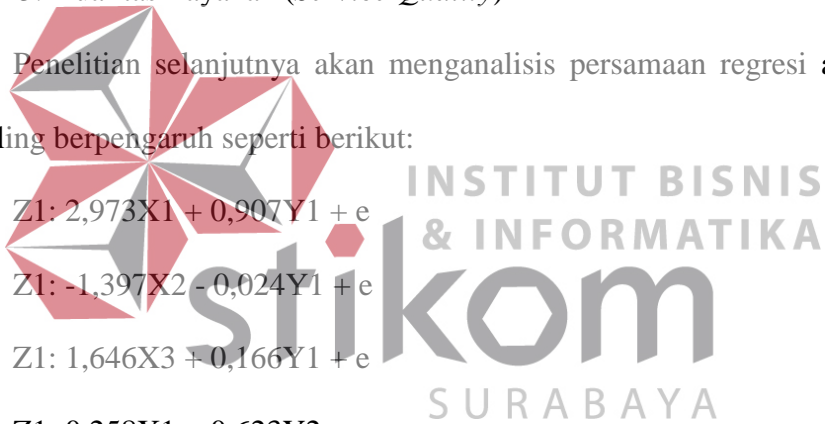 Penelitian selanjutnya akan menganalisis persamaan regresi
ling berpengaruh seperti berikut:
INSTITUT BISNIS
& INFORMATIKA
stikom
SURABAYA
Z1: 2,973X1 + 0,907Y1 + e
Z1: -1,397X2 - 0,024Y1 + e
Z1: 1,646X3 + 0,166Y1 + e